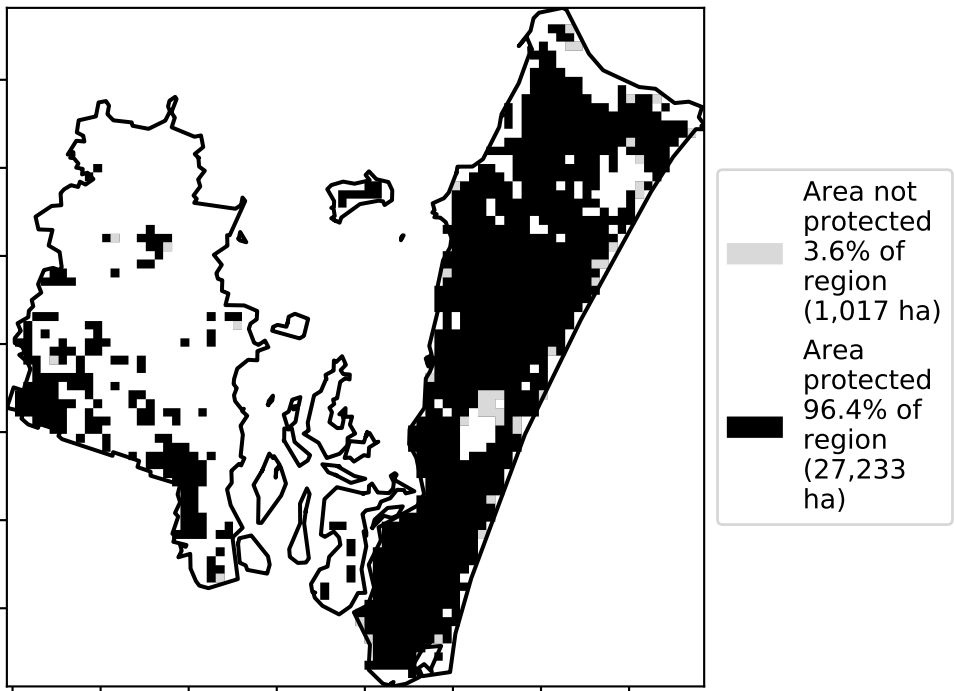 Area not
protected
3.6% of
region
(1,017 ha)
Area
protected
96.4% of
region
(27,233
ha)